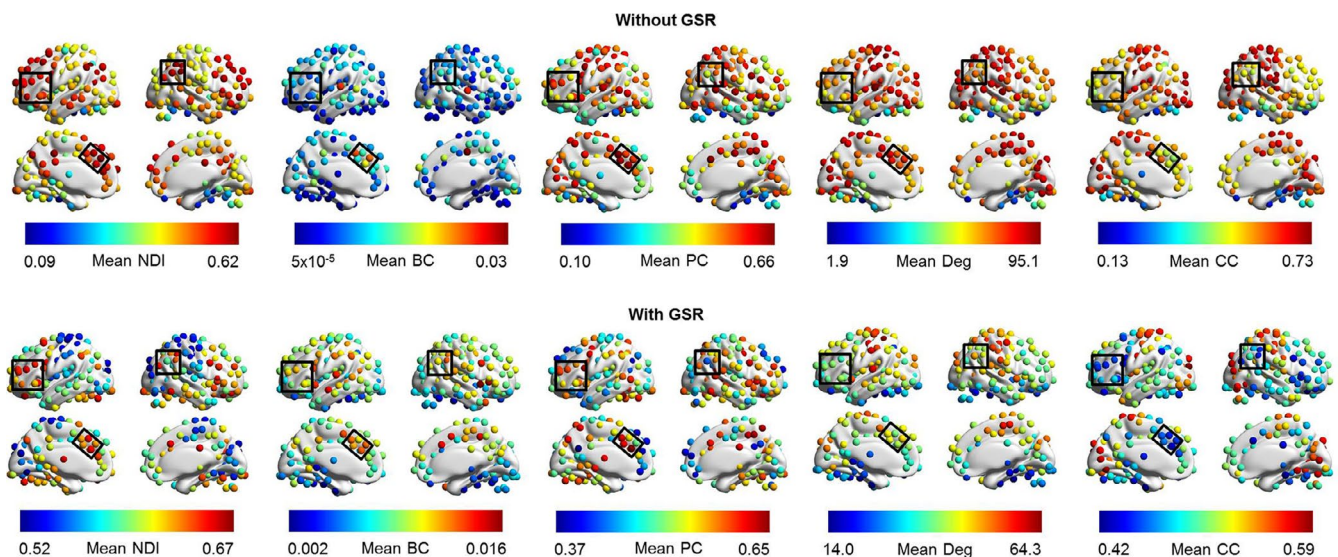 Without GSR
0.09 Mean NDI 0.62
5x10⁻⁵ Mean BC 0.03
0.10 Mean PC 0.66
1.9 Mean Deg 95.1
0.13 Mean CC 0.73
With GSR
0.52 Mean NDI 0.67
0.002 Mean BC 0.016
0.37 Mean PC 0.65
14.0 Mean Deg 64.3
0.42 Mean CC 0.59